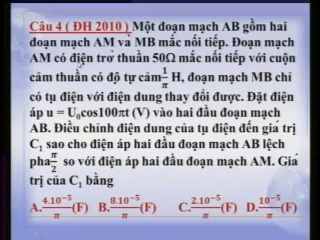 Câu 4 ( ĐH 2010 ) Một đoạn mạch AB gồm hai
đoạn mạch AM và MB mắc nối tiếp. Đoạn mạch
AM có điện trở thuần 50Ω mắc nối tiếp với cuộn
cảm thuần có độ tự cảm 1/π H, đoạn mạch MB chỉ
có tụ điện với điện dung thay đổi được. Đặt điện
áp u = U₀cos100πt (V) vào hai đầu đoạn mạch
AB. Điều chỉnh điện dung của tụ điện đến giá trị
C₁ sao cho điện áp hai đầu đoạn mạch AB lệch
pha π/2 so với điện áp hai đầu đoạn mạch AM. Giá
trị của C₁ bằng
A. 4.10⁻⁵/π (F) B. 8.10⁻⁵/π (F) C. 2.10⁻⁵/π (F) D. 10⁻⁵/π (F)